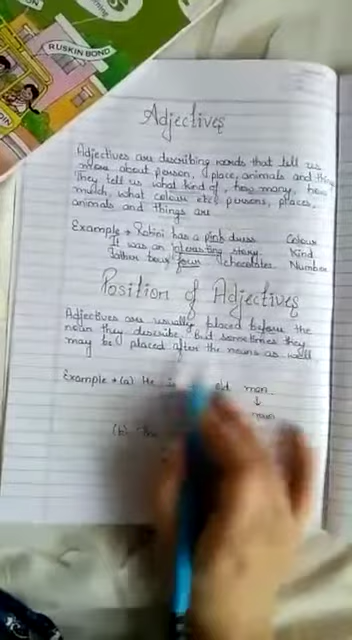 RUSKIN BOND
Adjectives
Adjectives are describing words that tell us
more about person, place, animals and things
They tell us what kind of, how many, how
much, what colour etc. persons, places,
animals and things are
Example → Rohini has a pink dress Colour
It was an interesting story. Kind
Father buy four chocolates Number
Position of Adjectives
Adjectives are usually placed before the
noun they describe. But sometimes they
may be placed after the nouns as well
Example → (a) He is old man
↓
noun
(b) The